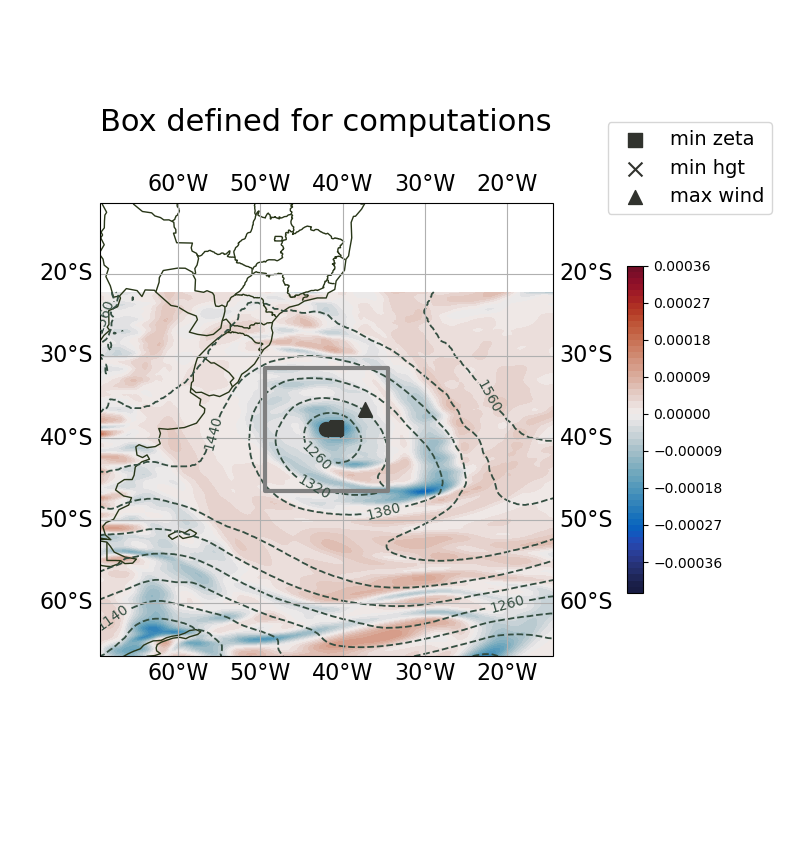 Box defined for computations
min zeta
min hgt
max wind
60°W 50°W 40°W 30°W 20°W
20°S 20°S
30°S 30°S
40°S 40°S
50°S 50°S
60°S 60°S
1560
1440
1260
1320
1380
1260
1140
60°W 50°W 40°W 30°W 20°W
0.00036
0.00027
0.00018
0.00009
0.00000
−0.00009
−0.00018
−0.00027
−0.00036